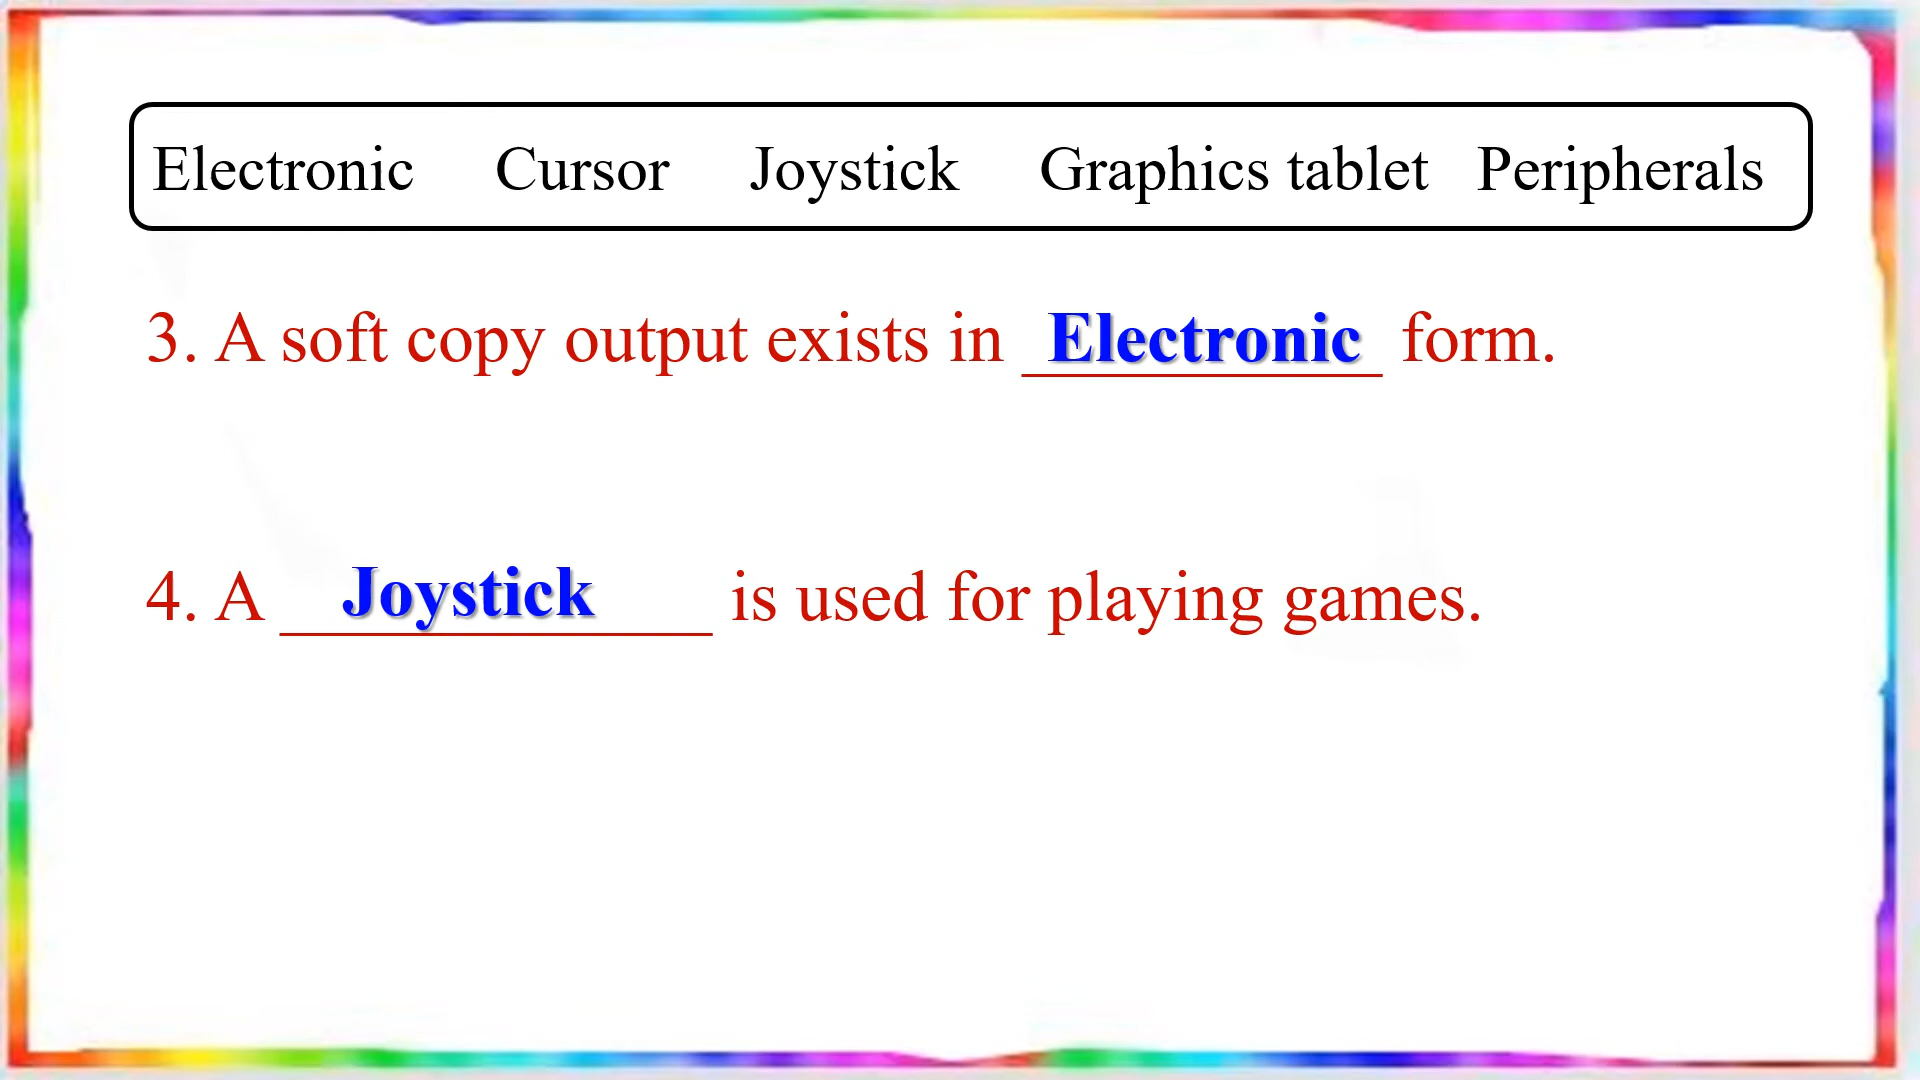 Electronic Cursor Joystick Graphics tablet Peripherals
3. A soft copy output exists in Electronic form.
4. A Joystick is used for playing games.